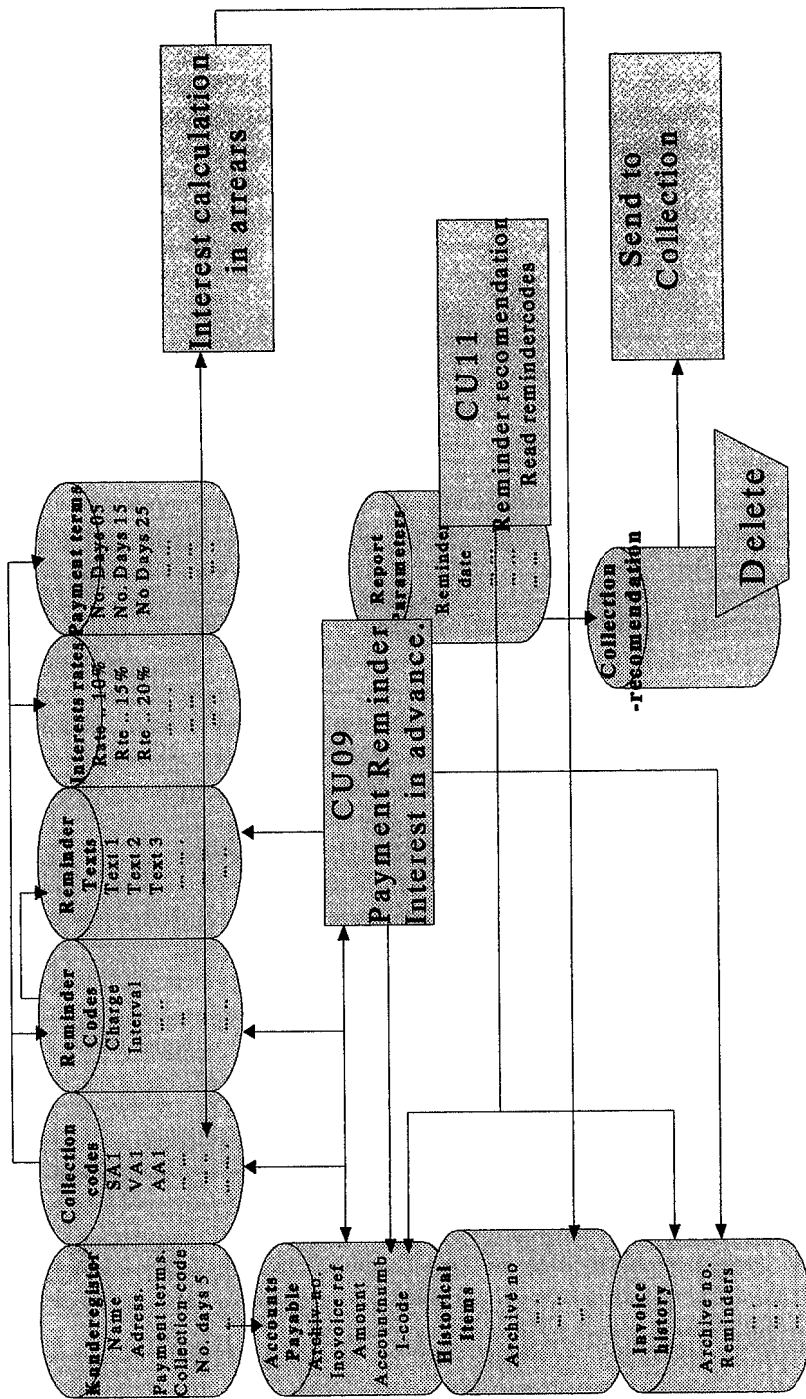 Kunderegister
Name
Adress.
Payment terms.
Collection-code
No. days 5
... ...
Collection
codes
SA1
VA1
AA1
... ...
... ..
... ... .
Reminder
Codes
Charge
Interval
... ..
... ...
... ..
Reminder
Texts
Text 1
Text 2
Text 3
... ... .
... ...
... ..
Interests rates
Rate .. 10%
Rte .. 15%
Rte .. 20%
... ... .
... ...
... ..
Payment terms
No. Days 05
No. Days 15
No Days 25
... ...
... ...
... ..
Interest calculation
in arrears
Accounts
Payable
Archiv no.
Inovoice ref
Amount
Accountnumb
I-code
CU09
Payment Reminder.
Interest in advance.
Report
Parameters
Reminder
date
... ...
... ...
... ...
CU11
Reminder recomendation
Read remindercodes
Historical
Items
Archive no
... .
... ..
... ..
Collection
-recomendation
Delete
Send to
Collection
Invoice
history
Archive no.
Reminders
... .
... .
... .